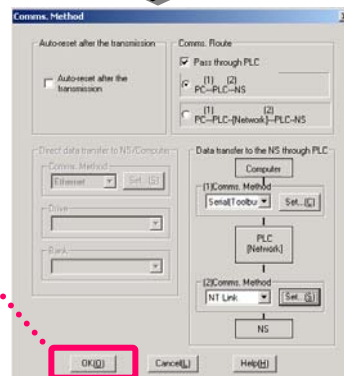 Comms. Method
Auto-reset after the transmission
Auto-reset after the
transmission
Comms. Route
Pass through PLC
(1) (2)
PC--PLC--NS
(1) (2)
PC--PLC-[Network]--PLC-NS
Direct data transfer to NS/Computer
Comms. Method
Ethernet
Set...(S)
Drive
Bank
Data transfer to the NS through PLC
Computer
(1)Comms. Method
Serial(Toolbu
Set...(C)
PLC
[Network]
(2)Comms. Method
NT Link
Set...(S)
NS
OK(O)
Cancel(L)
Help(H)